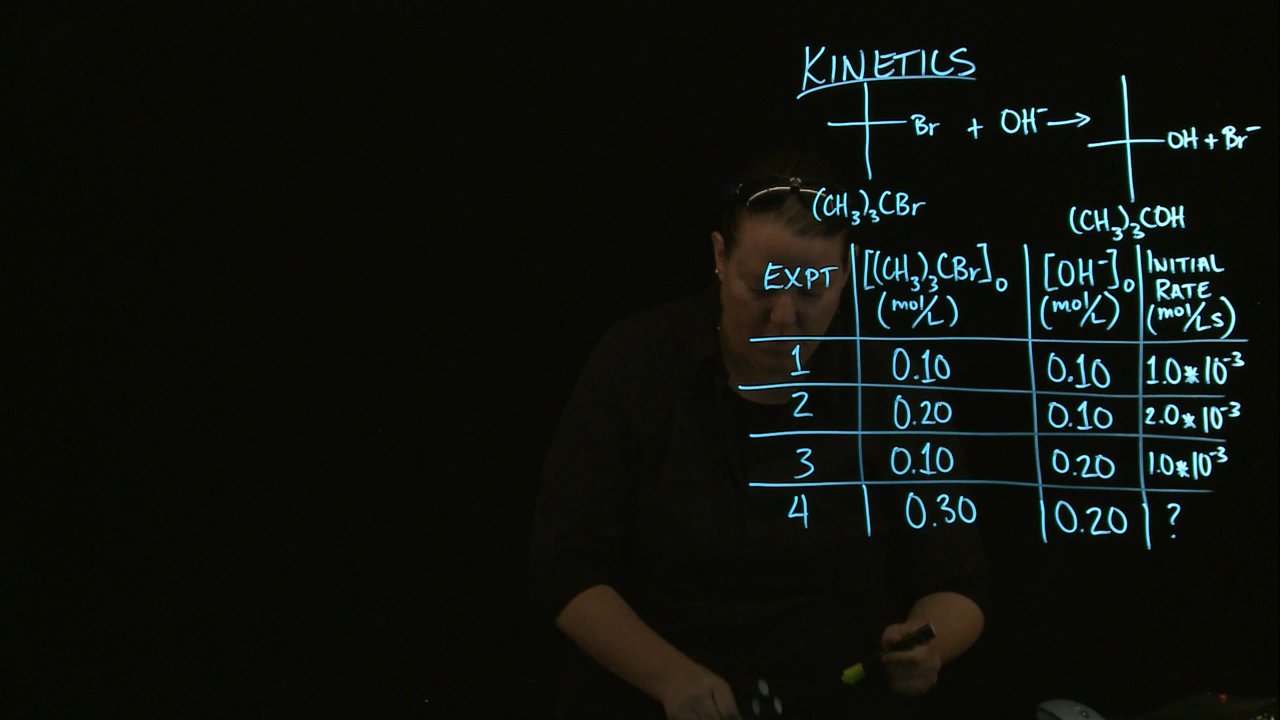 KINETICS
Br + OH⁻ → OH + Br⁻
(CH₃)₃CBr (CH₃)₃COH
EXPT [(CH₃)₃CBr]₀ (mol/L) [OH⁻]₀ (mol/L) INITIAL RATE (mol/Ls)
1 0.10 0.10 1.0*10⁻³
2 0.20 0.10 2.0*10⁻³
3 0.10 0.20 1.0*10⁻³
4 0.30 0.20 ?